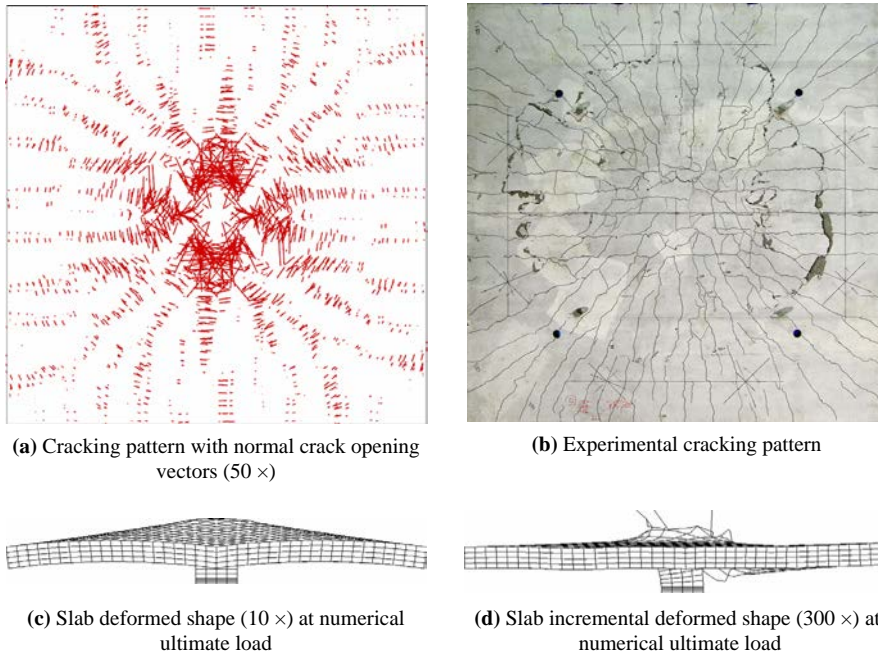 (a) Cracking pattern with normal crack opening
vectors (50 ×)
(b) Experimental cracking pattern
(c) Slab deformed shape (10 ×) at numerical
ultimate load
(d) Slab incremental deformed shape (300 ×) at
numerical ultimate load